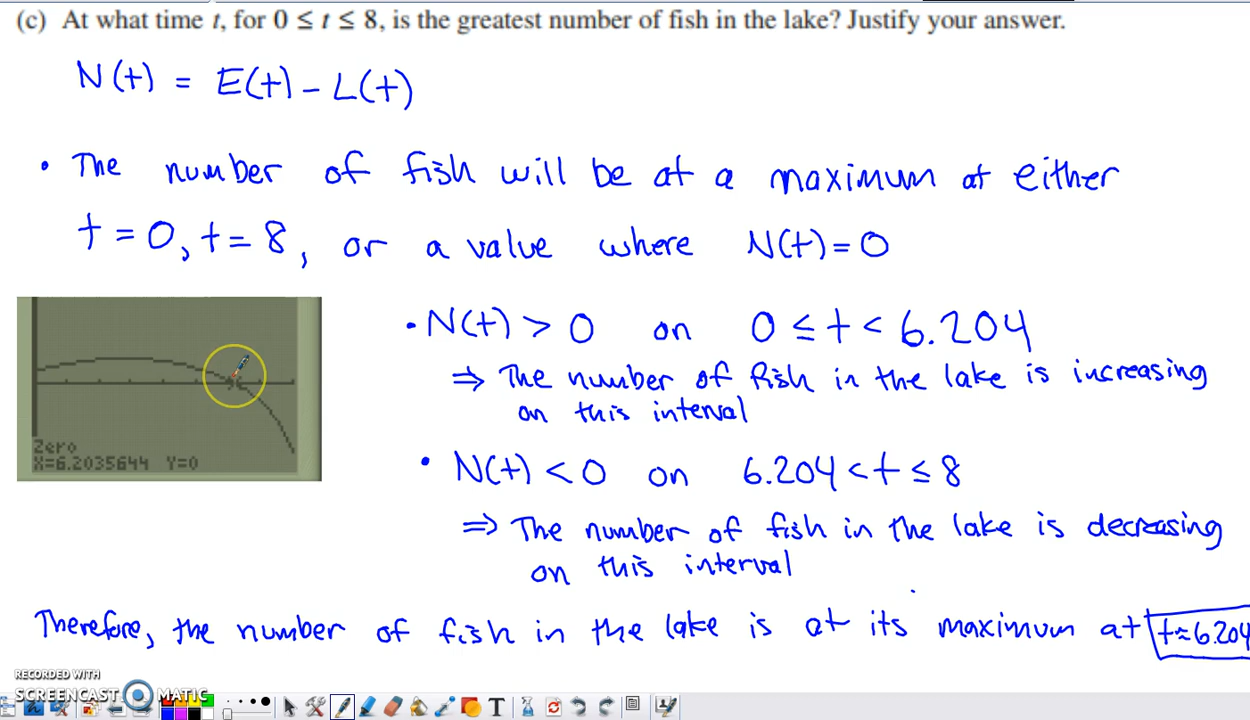 (c) At what time t, for 0 ≤ t ≤ 8, is the greatest number of fish in the lake? Justify your answer.
N(t) = E(t) - L(t)
• The number of fish will be at a maximum at either
t = 0, t = 8, or a value where N(t) = 0
• N(t) > 0 on 0 ≤ t < 6.204
⇒ The number of fish in the lake is increasing
on this interval
Zero
X=6.2035644 Y=0
• N(t) < 0 on 6.204 < t ≤ 8
⇒ The number of fish in the lake is decreasing
on this interval
Therefore, the number of fish in the lake is at its maximum at t ≈ 6.204
RECORDED WITH
SCREENCAST MATIC
T